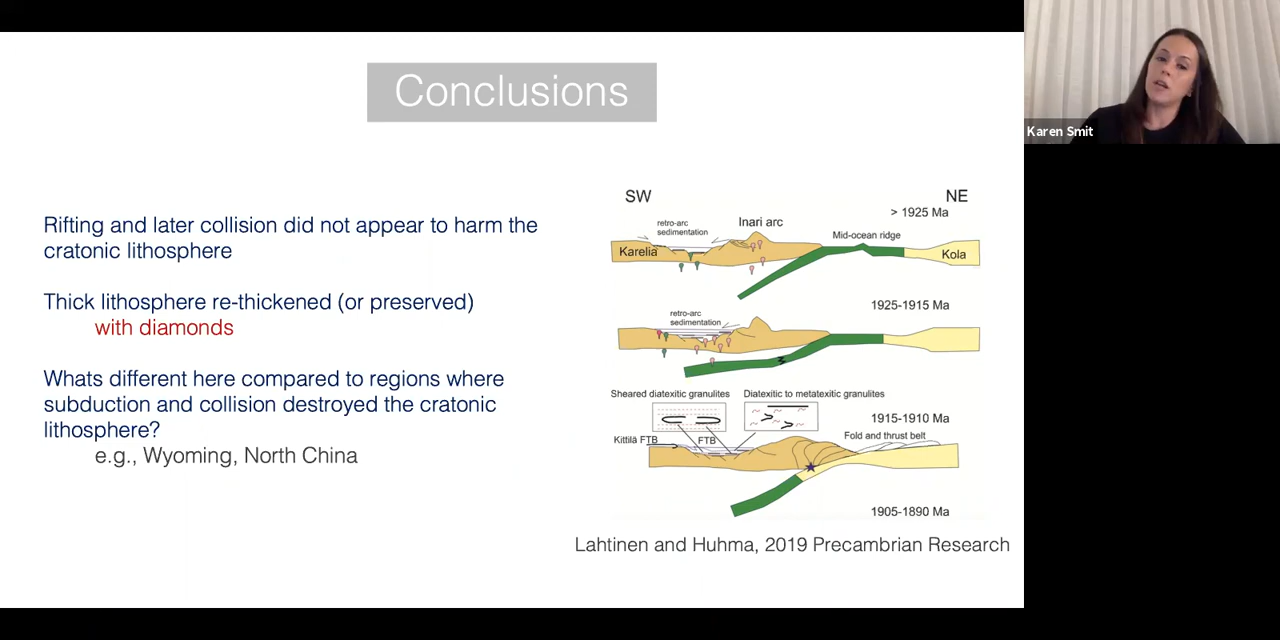 Conclusions
Karen Smit
Rifting and later collision did not appear to harm the
cratonic lithosphere
Thick lithosphere re-thickened (or preserved)
with diamonds
Whats different here compared to regions where
subduction and collision destroyed the cratonic
lithosphere?
e.g., Wyoming, North China
SW
NE
> 1925 Ma
retro-arc
sedimentation
Inari arc
Mid-ocean ridge
Karelia
Kola
1925-1915 Ma
retro-arc
sedimentation
Sheared diatexitic granulites
Diatexitic to metatexitic granulites
1915-1910 Ma
Kittilä FTB
FTB
Fold and thrust belt
1905-1890 Ma
Lahtinen and Huhma, 2019 Precambrian Research